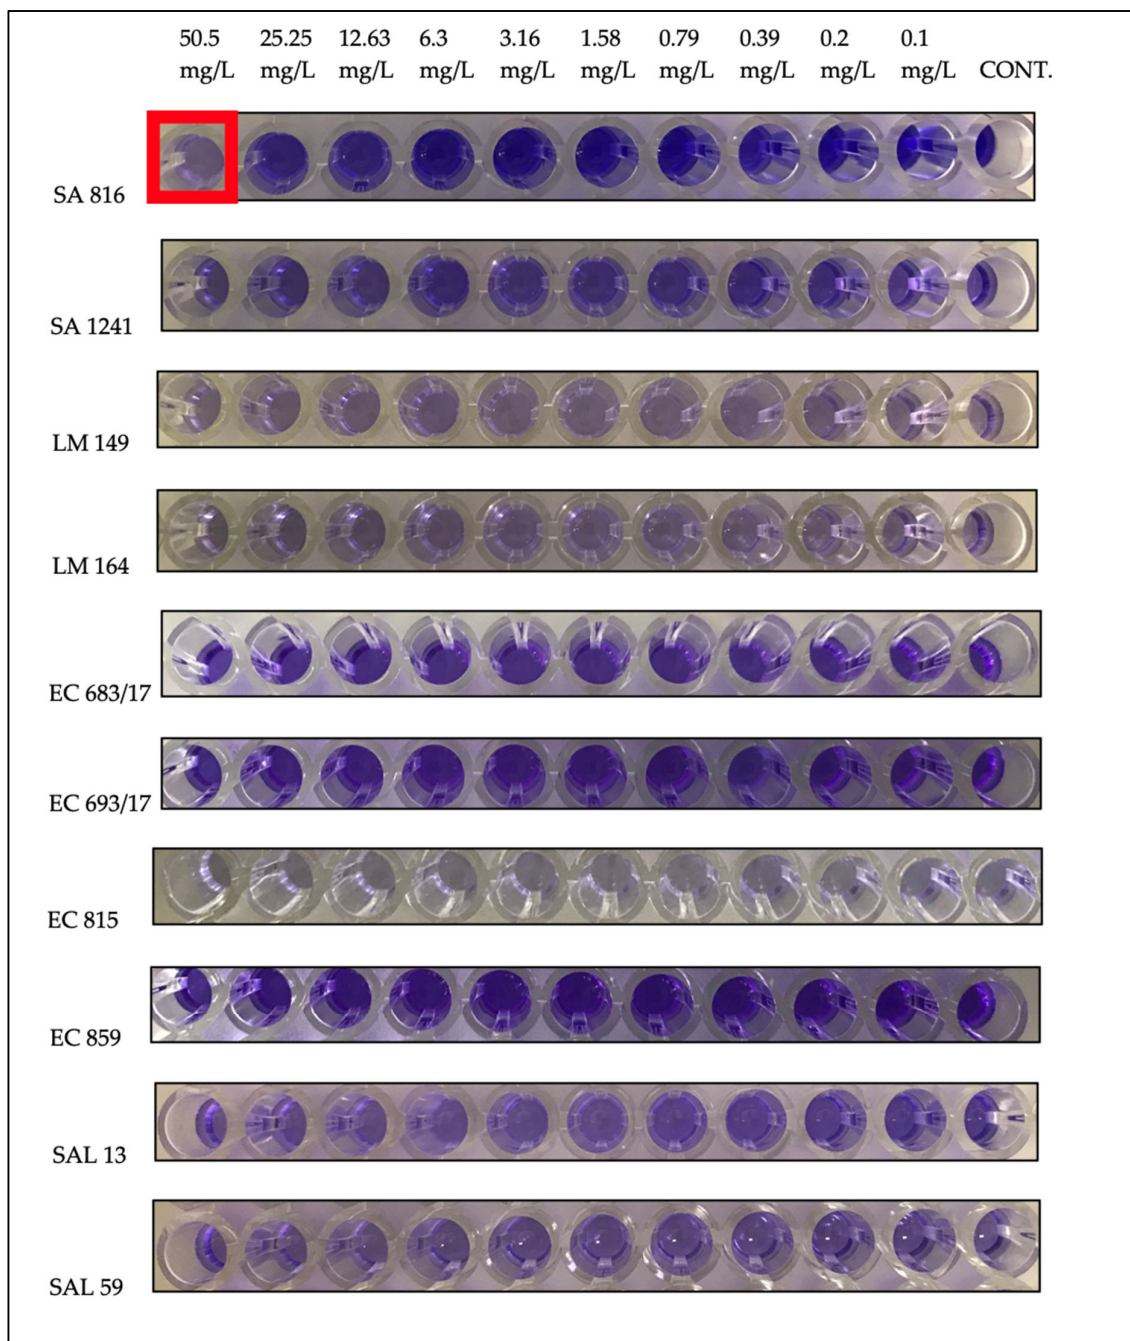 50.5 25.25 12.63 6.3 3.16 1.58 0.79 0.39 0.2 0.1
mg/L mg/L mg/L mg/L mg/L mg/L mg/L mg/L mg/L mg/L CONT.
SA 816
SA 1241
LM 149
LM 164
EC 683/17
EC 693/17
EC 815
EC 859
SAL 13
SAL 59